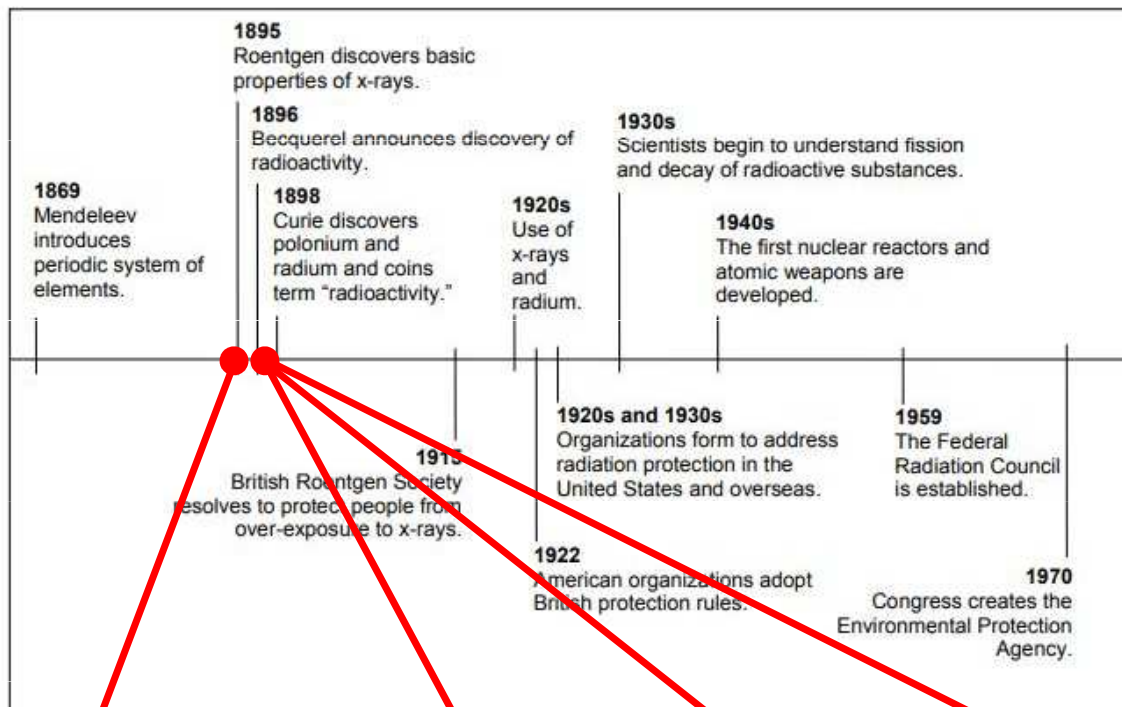 1895
Roentgen discovers basic
properties of x-rays.
1896
Becquerel announces discovery of
radioactivity.
1930s
Scientists begin to understand fission
and decay of radioactive substances.
1869
Mendeleev
introduces
periodic system of
elements.
1898
Curie discovers
polonium and
radium and coins
term “radioactivity.”
1920s
Use of
x-rays
and
radium.
1940s
The first nuclear reactors and
atomic weapons are
developed.
1915
British Roentgen Society
resolves to protect people from
over-exposure to x-rays.
1920s and 1930s
Organizations form to address
radiation protection in the
United States and overseas.
1959
The Federal
Radiation Council
is established.
1922
American organizations adopt
British protection rules.
1970
Congress creates the
Environmental Protection
Agency.